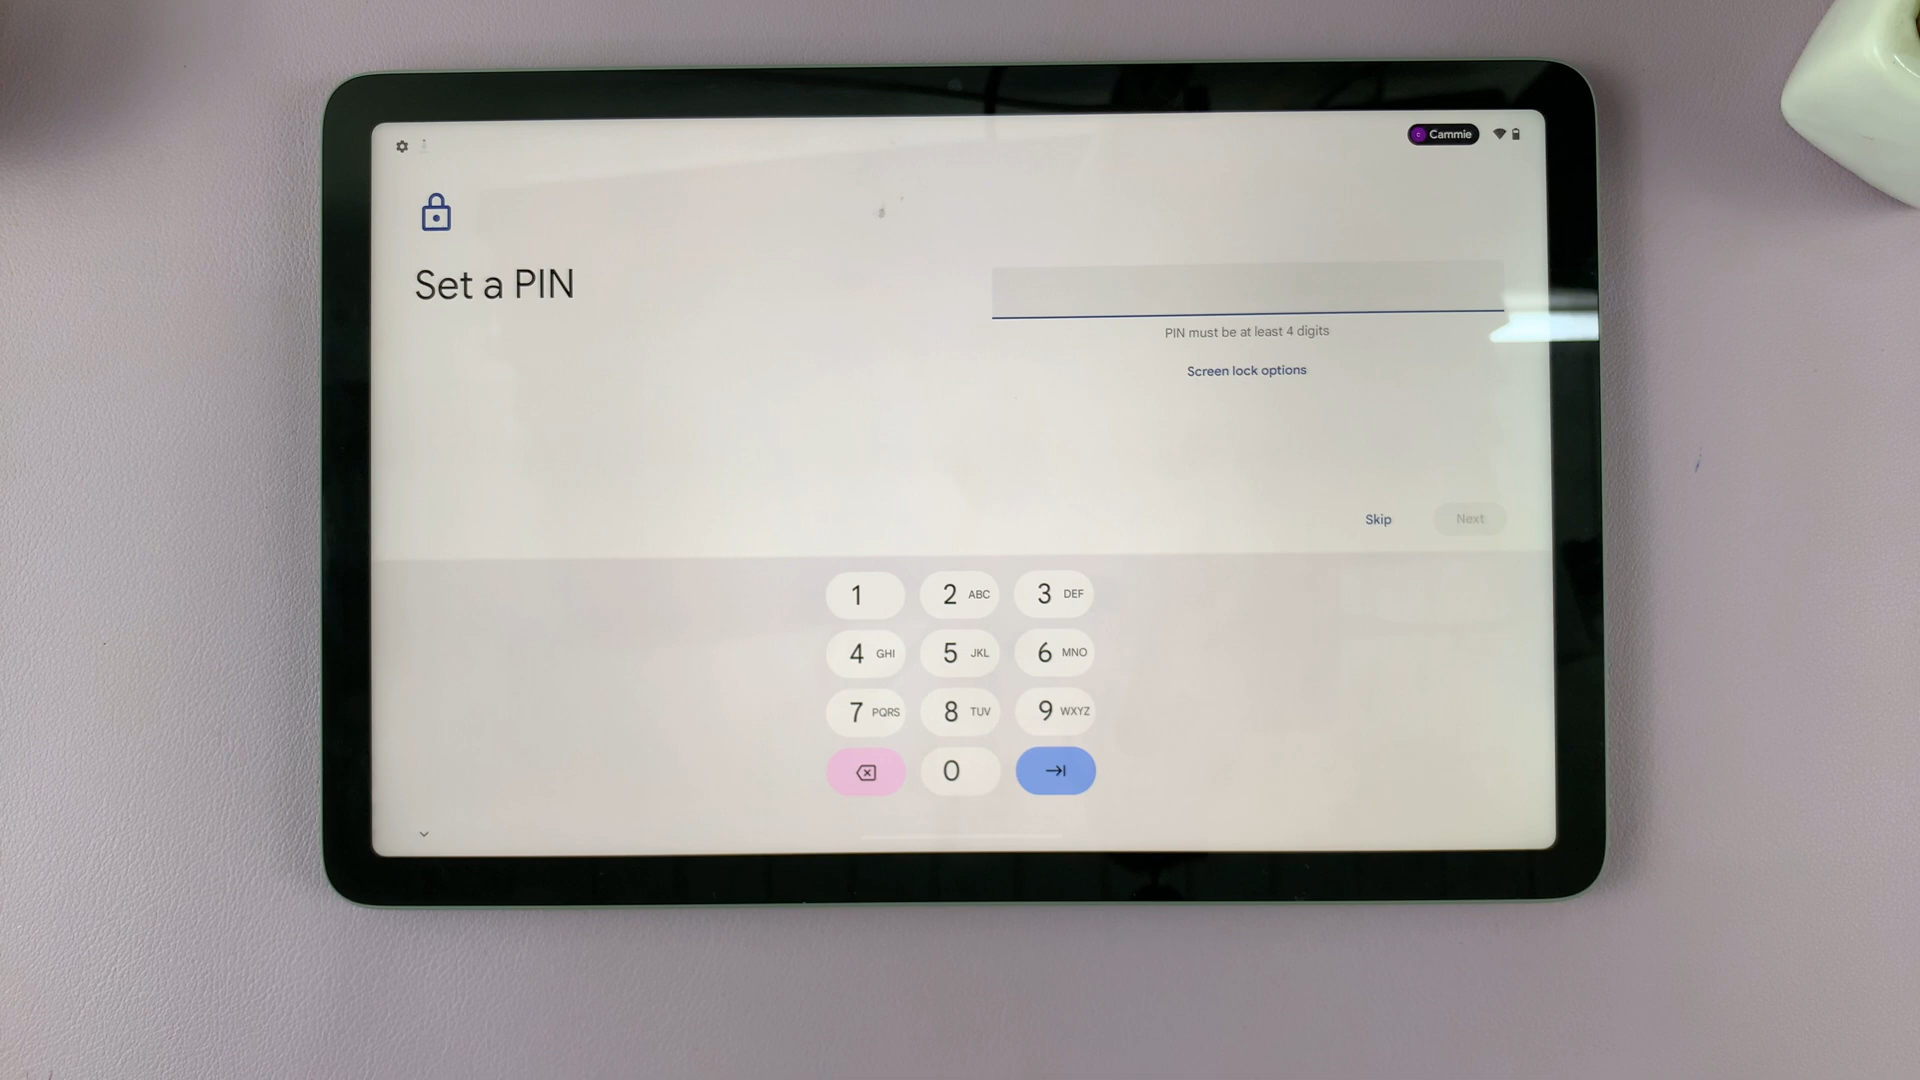 Cammie
Set a PIN
PIN must be at least 4 digits
Screen lock options
Skip Next
1 2 ABC 3 DEF
4 GHI 5 JKL 6 MNO
7 PQRS 8 TUV 9 WXYZ
0